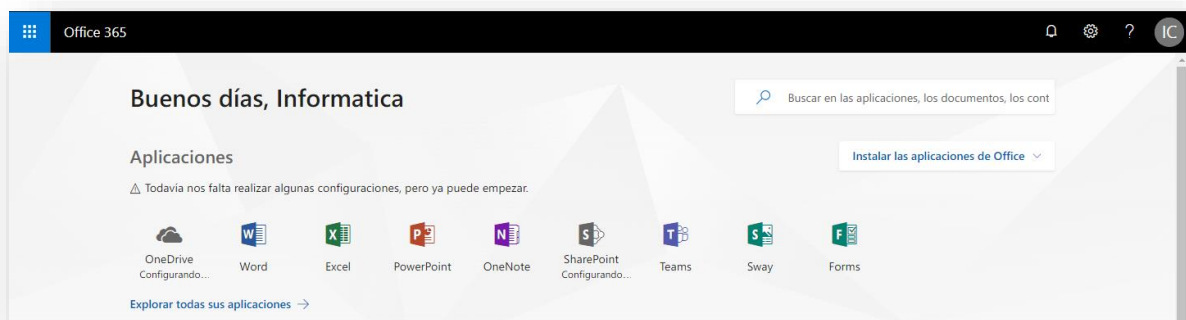 Office 365
?
IC
Buenos días, Informatica
Buscar en las aplicaciones, los documentos, los cont
Aplicaciones
Instalar las aplicaciones de Office
Todavía nos falta realizar algunas configuraciones, pero ya puede empezar.
OneDrive
Configurando...
Word
Excel
PowerPoint
OneNote
SharePoint
Configurando...
Teams
Sway
Forms
Explorar todas sus aplicaciones →